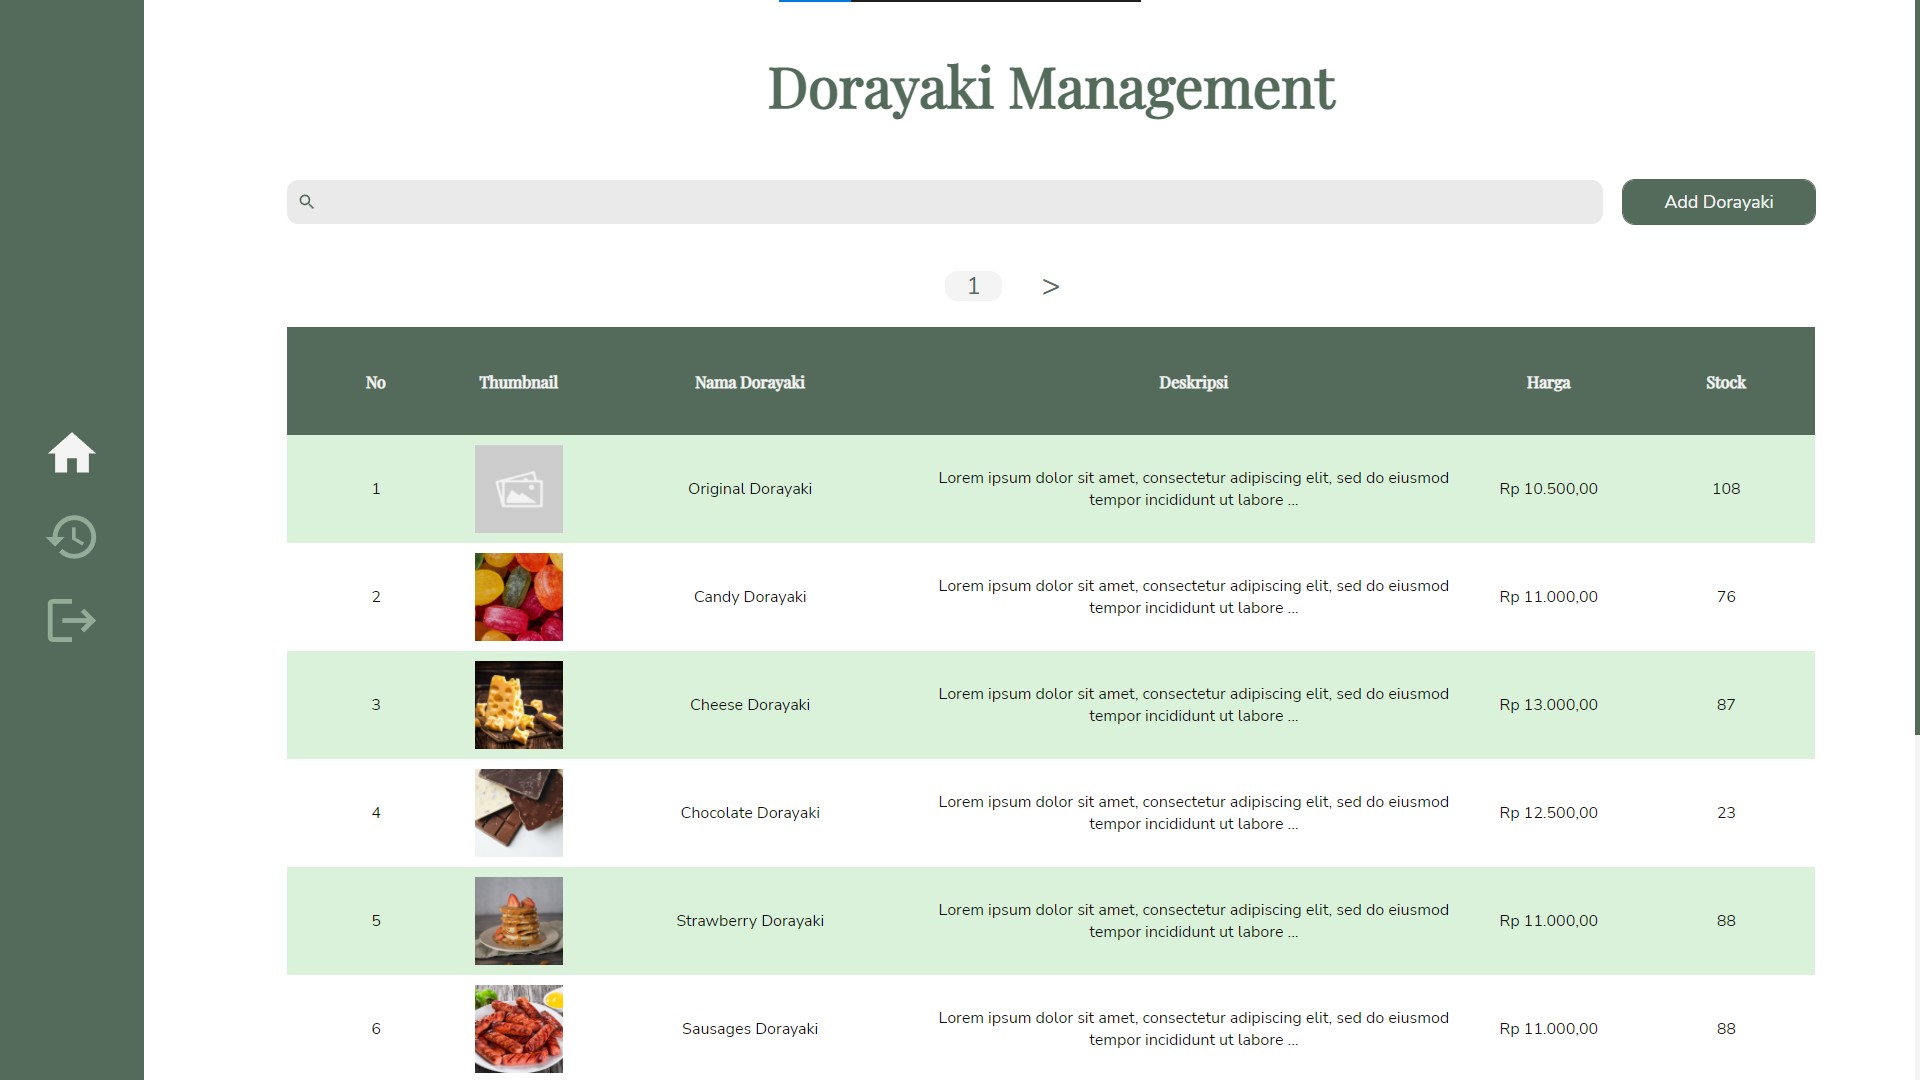 Dorayaki Management
Add Dorayaki
1 >
No Thumbnail Nama Dorayaki Deskripsi Harga Stock
1 Original Dorayaki Lorem ipsum dolor sit amet, consectetur adipiscing elit, sed do eiusmod
tempor incididunt ut labore ... Rp 10.500,00 108
2 Candy Dorayaki Lorem ipsum dolor sit amet, consectetur adipiscing elit, sed do eiusmod
tempor incididunt ut labore ... Rp 11.000,00 76
3 Cheese Dorayaki Lorem ipsum dolor sit amet, consectetur adipiscing elit, sed do eiusmod
tempor incididunt ut labore ... Rp 13.000,00 87
4 Chocolate Dorayaki Lorem ipsum dolor sit amet, consectetur adipiscing elit, sed do eiusmod
tempor incididunt ut labore ... Rp 12.500,00 23
5 Strawberry Dorayaki Lorem ipsum dolor sit amet, consectetur adipiscing elit, sed do eiusmod
tempor incididunt ut labore ... Rp 11.000,00 88
6 Sausages Dorayaki Lorem ipsum dolor sit amet, consectetur adipiscing elit, sed do eiusmod
tempor incididunt ut labore ... Rp 11.000,00 88